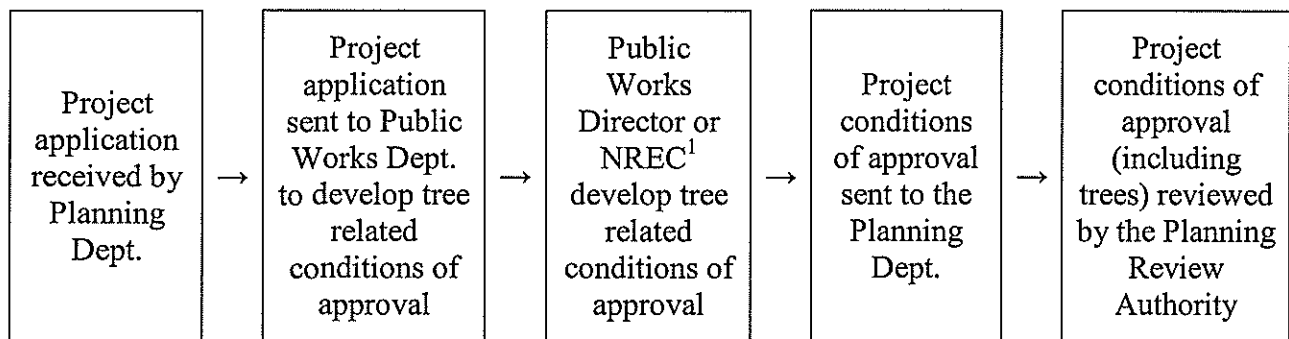 Project
application
received by
Planning
Dept.
→
Project
application
sent to Public
Works Dept.
to develop tree
related
conditions of
approval
→
Public
Works
Director or
NREC¹
develop tree
related
conditions of
approval
→
Project
conditions
of approval
sent to the
Planning
Dept.
→
Project
conditions of
approval
(including
trees) reviewed
by the Planning
Review
Authority